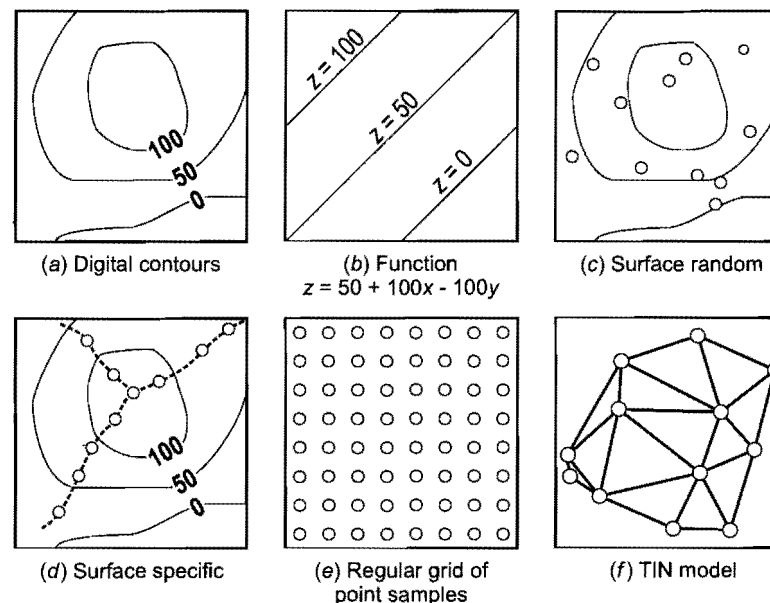 100
50
0
(a) Digital contours
z = 100
z = 50
z = 0
(b) Function
z = 50 + 100x - 100y
(c) Surface random
100
50
0
(d) Surface specific
(e) Regular grid of
point samples
(f) TIN model